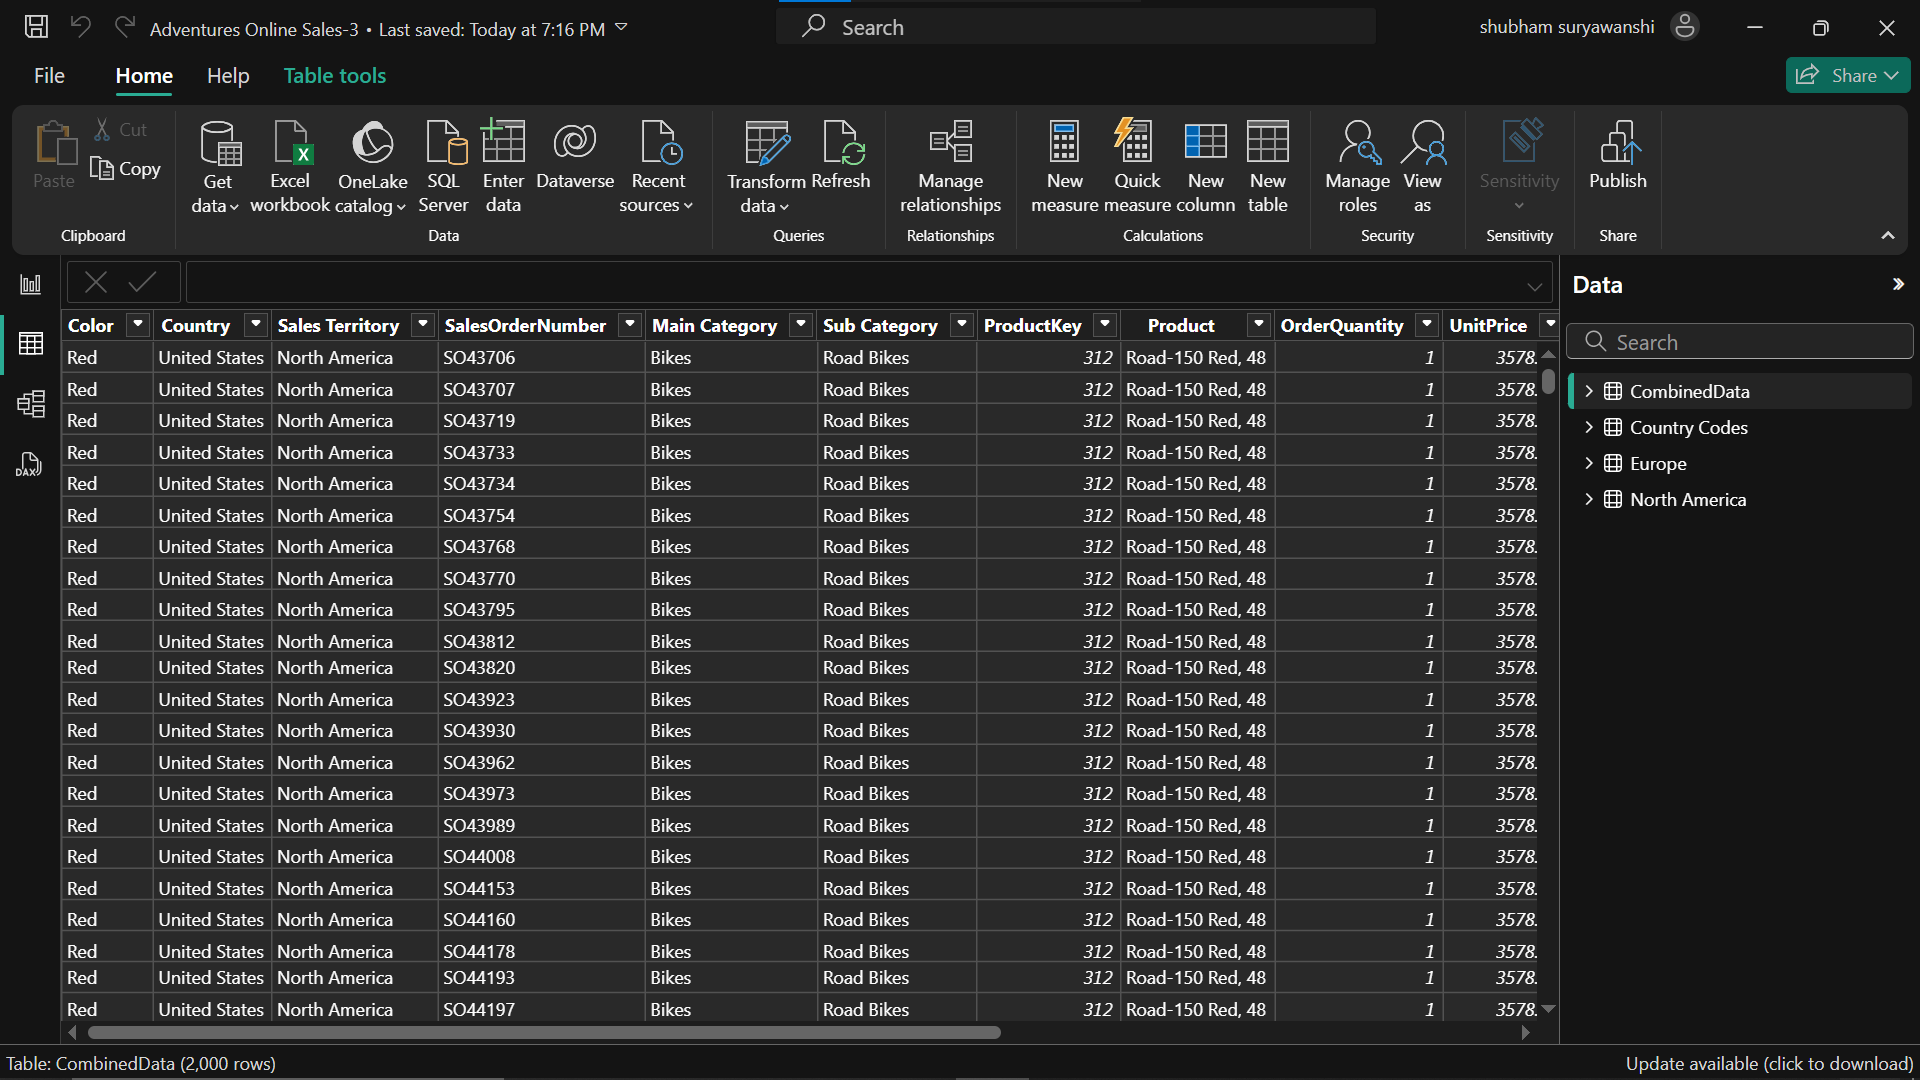 Adventures Online Sales-3 • Last saved: Today at 7:16 PM
Search
shubham suryawanshi
File Home Help Table tools
Share
Paste
Cut
Copy
Clipboard
Get data
Excel workbook
OneLake catalog
SQL Server
Enter data
Dataverse
Recent sources
Data
Transform data
Refresh
Queries
Manage relationships
Relationships
New measure
Quick measure
New column
New table
Calculations
Manage roles
View as
Security
Sensitivity
Sensitivity
Publish
Share
DAX
Color Country Sales Territory SalesOrderNumber Main Category Sub Category ProductKey Product OrderQuantity UnitPrice
Red United States North America SO43706 Bikes Road Bikes 312 Road-150 Red, 48 1 3578.
Red United States North America SO43707 Bikes Road Bikes 312 Road-150 Red, 48 1 3578.
Red United States North America SO43719 Bikes Road Bikes 312 Road-150 Red, 48 1 3578.
Red United States North America SO43733 Bikes Road Bikes 312 Road-150 Red, 48 1 3578.
Red United States North America SO43734 Bikes Road Bikes 312 Road-150 Red, 48 1 3578.
Red United States North America SO43754 Bikes Road Bikes 312 Road-150 Red, 48 1 3578.
Red United States North America SO43768 Bikes Road Bikes 312 Road-150 Red, 48 1 3578.
Red United States North America SO43770 Bikes Road Bikes 312 Road-150 Red, 48 1 3578.
Red United States North America SO43795 Bikes Road Bikes 312 Road-150 Red, 48 1 3578.
Red United States North America SO43812 Bikes Road Bikes 312 Road-150 Red, 48 1 3578.
Red United States North America SO43820 Bikes Road Bikes 312 Road-150 Red, 48 1 3578.
Red United States North America SO43923 Bikes Road Bikes 312 Road-150 Red, 48 1 3578.
Red United States North America SO43930 Bikes Road Bikes 312 Road-150 Red, 48 1 3578.
Red United States North America SO43962 Bikes Road Bikes 312 Road-150 Red, 48 1 3578.
Red United States North America SO43973 Bikes Road Bikes 312 Road-150 Red, 48 1 3578.
Red United States North America SO43989 Bikes Road Bikes 312 Road-150 Red, 48 1 3578.
Red United States North America SO44008 Bikes Road Bikes 312 Road-150 Red, 48 1 3578.
Red United States North America SO44153 Bikes Road Bikes 312 Road-150 Red, 48 1 3578.
Red United States North America SO44160 Bikes Road Bikes 312 Road-150 Red, 48 1 3578.
Red United States North America SO44178 Bikes Road Bikes 312 Road-150 Red, 48 1 3578.
Red United States North America SO44193 Bikes Road Bikes 312 Road-150 Red, 48 1 3578.
Red United States North America SO44197 Bikes Road Bikes 312 Road-150 Red, 48 1 3578.
Data
Search
CombinedData
Country Codes
Europe
North America
Table: CombinedData (2,000 rows)
Update available (click to download)